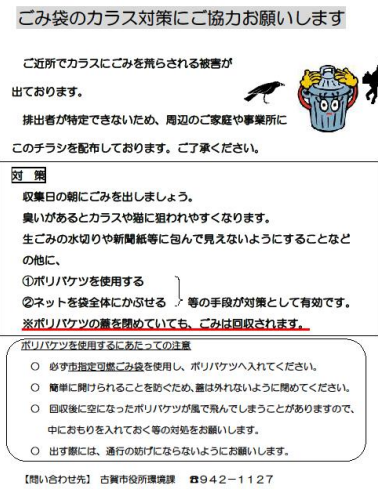 ごみ袋のカラス対策にご協力お願いします
ご近所でカラスにごみを荒らされる被害が
出ております。
排出者が特定できないため、周辺のご家庭や事業所に
このチラシを配布しております。ご了承ください。
対　策
収集日の朝にごみを出しましょう。
臭いがあるとカラスや猫に狙われやすくなります。
生ごみの水切りや新聞紙等に包んで見えないようにすることなど
の他に、
①ポリバケツを使用する
②ネットを袋全体にかぶせる　等の手段が対策として有効です。
※ポリバケツの蓋を閉めていても、ごみは回収されます。
ポリバケツを使用するにあたっての注意
○　必ず市指定可燃ごみ袋を使用し、ポリバケツへ入れてください。
○　簡単に開けられることを防ぐため、蓋は外れないように閉めてください。
○　回収後に空になったポリバケツが風で飛んでしまうことがありますので、
中におもりを入れておく等の対処をお願いします。
○　出す際には、通行の妨げにならないようにお願いします。
【問い合わせ先】　古賀市役所環境課　☎942－1127